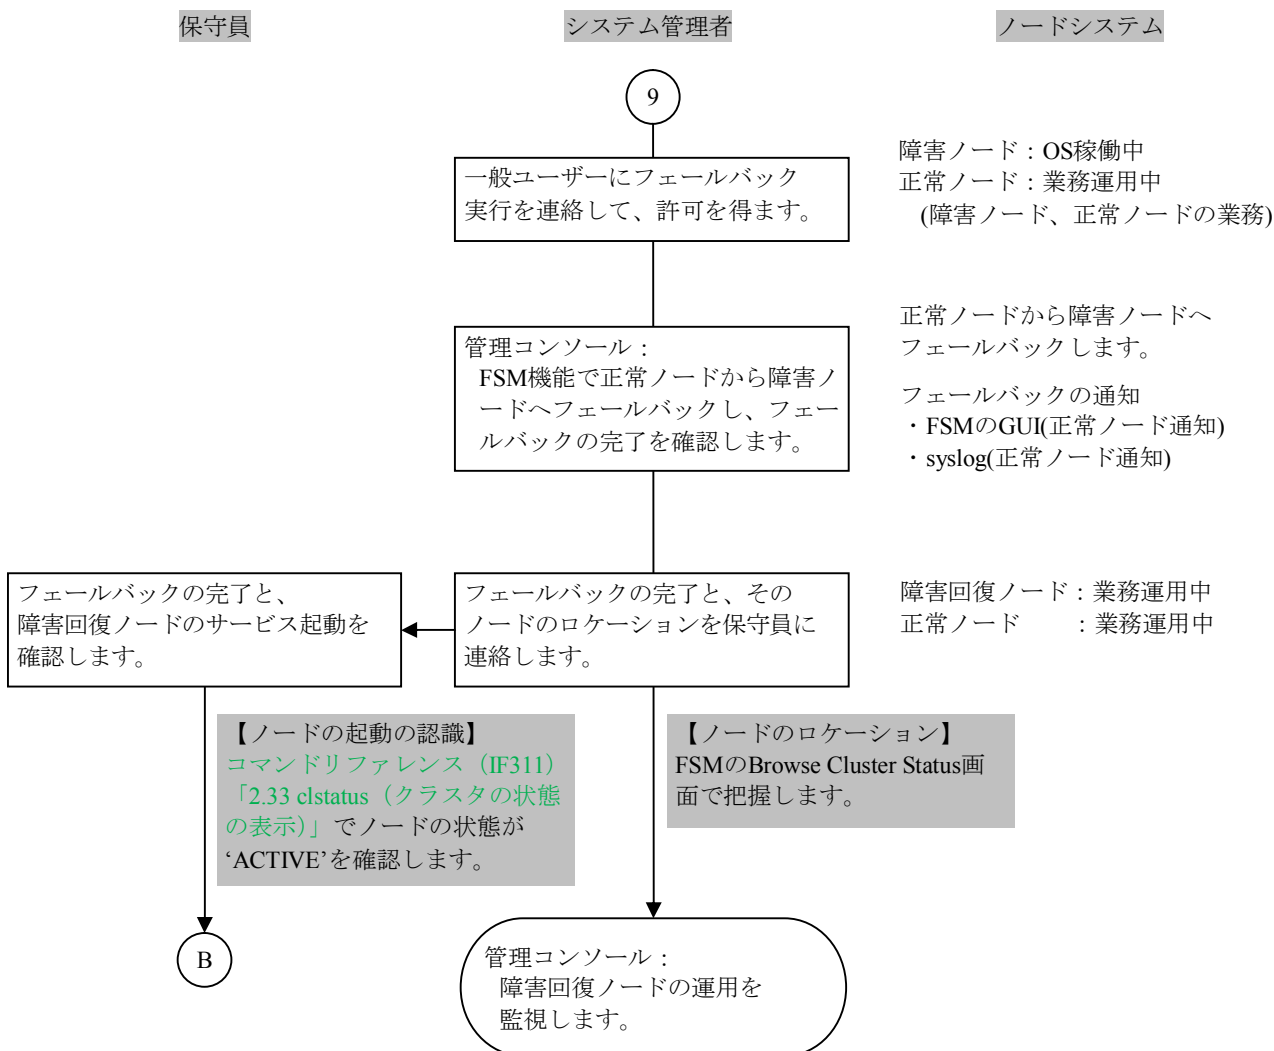 保守員
システム管理者
ノードシステム
9
一般ユーザーにフェールバック
実行を連絡して、許可を得ます。
障害ノード：OS稼働中
正常ノード：業務運用中
(障害ノード、正常ノードの業務)
管理コンソール：
FSM機能で正常ノードから障害ノ
ードへフェールバックし、フェー
ルバックの完了を確認します。
正常ノードから障害ノードへ
フェールバックします。
フェールバックの通知
・FSMのGUI(正常ノード通知)
・syslog(正常ノード通知)
フェールバックの完了と、
障害回復ノードのサービス起動を
確認します。
フェールバックの完了と、その
ノードのロケーションを保守員に
連絡します。
障害回復ノード：業務運用中
正常ノード　　：業務運用中
【ノードの起動の認識】
コマンドリファレンス（IF311）
「2.33 clstatus（クラスタの状態
の表示）」でノードの状態が
‘ACTIVE’を確認します。
【ノードのロケーション】
FSMのBrowse Cluster Status画
面で把握します。
B
管理コンソール：
障害回復ノードの運用を
監視します。